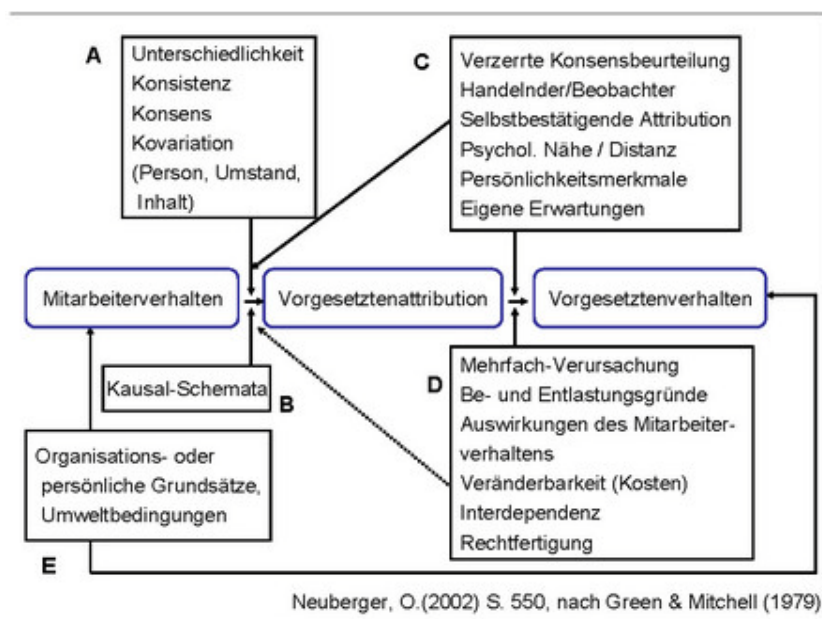 A
Unterschiedlichkeit
Konsistenz
Konsens
Kovariation
(Person, Umstand,
Inhalt)
C
Verzerrte Konsensbeurteilung
Handelnder/Beobachter
Selbstbestätigende Attribution
Psychol. Nähe / Distanz
Persönlichkeitsmerkmale
Eigene Erwartungen
Mitarbeiterverhalten
Vorgesetztenattribution
Vorgesetztenverhalten
Kausal-Schemata
B
D
Mehrfach-Verursachung
Be- und Entlastungsgründe
Auswirkungen des Mitarbeiter-
verhaltens
Veränderbarkeit (Kosten)
Interdependenz
Rechtfertigung
Organisations- oder
persönliche Grundsätze,
Umweltbedingungen
E
Neuberger, O.(2002) S. 550, nach Green & Mitchell (1979)